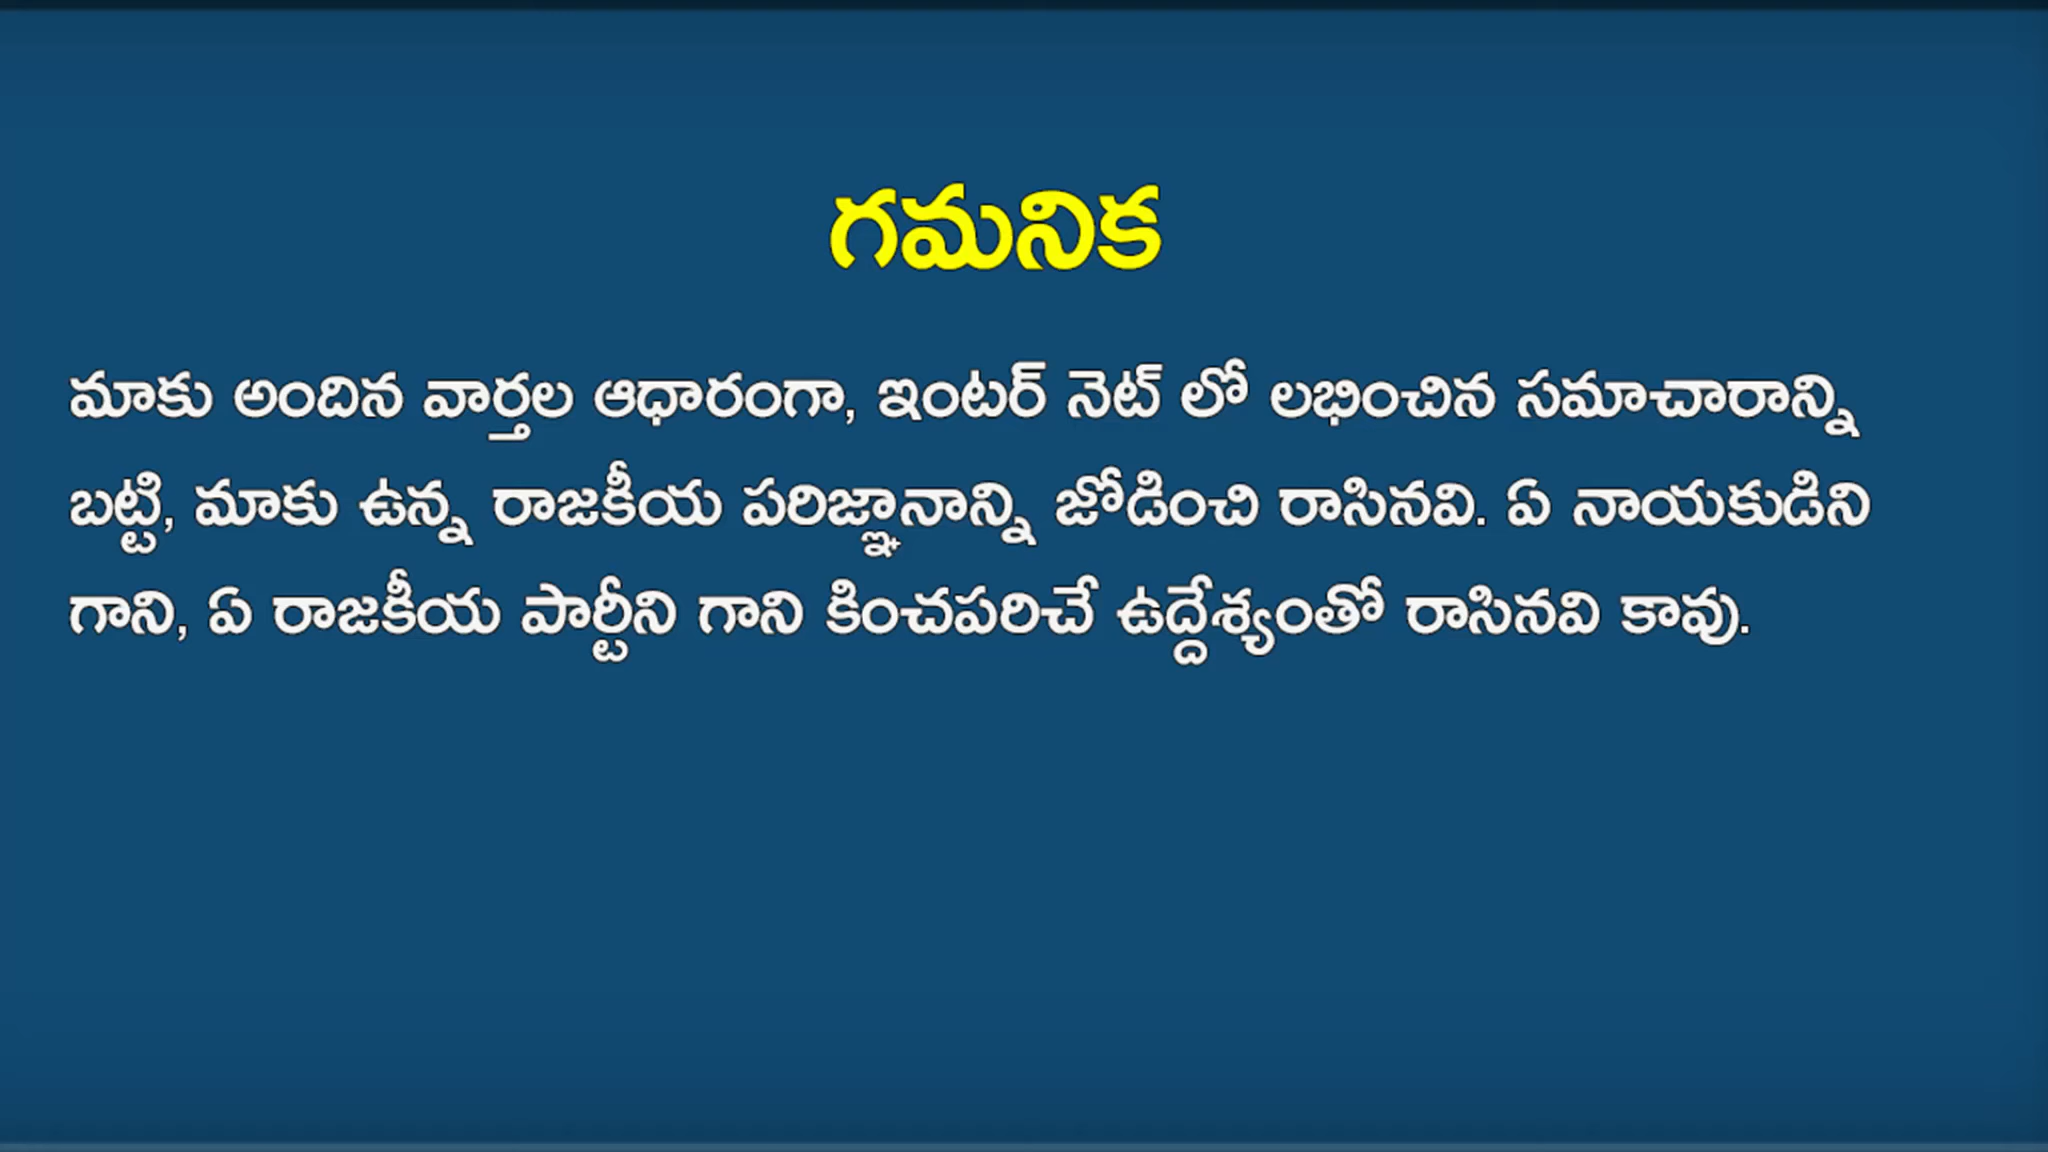 గమనిక
మాకు అందిన వార్తల ఆధారంగా, ఇంటర్ నెట్ లో లభించిన సమాచారాన్ని
బట్టి, మాకు ఉన్న రాజకీయ పరిజ్ఞానాన్ని జోడించి రాసినవి. ఏ నాయకుడిని
గాని, ఏ రాజకీయ పార్టీని గాని కించపరిచే ఉద్దేశ్యంతో రాసినవి కావు.